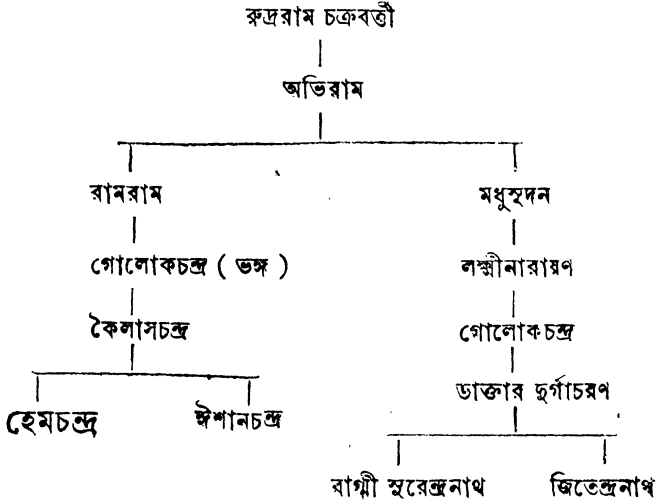 রুদ্ররাম চক্রবর্ত্তী
অভিরাম
রামরাম মধুসূদন
গোলোকচন্দ্র ( ভঙ্গ ) লক্ষ্মীনারায়ণ
কৈলাসচন্দ্র গোলোকচন্দ্র
ডাক্তার দুর্গাচরণ
হেমচন্দ্র ঈশানচন্দ্র
বাগ্মী সুরেন্দ্রনাথ জিতেন্দ্রনাথ